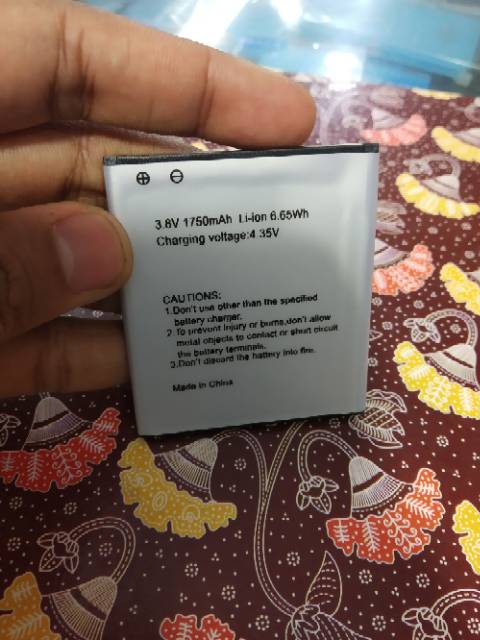 ⊕ ⊖
3.8V 1750mAh Li-ion 6.65Wh
Charging voltage:4.35V
CAUTIONS:
1.Don't use other than the specified
battery charger.
2.To prevent injury or burns,don't allow
metal objects to contact or short circuit
the battery terminals.
3.Don't discard the battery into fire.
Made in China